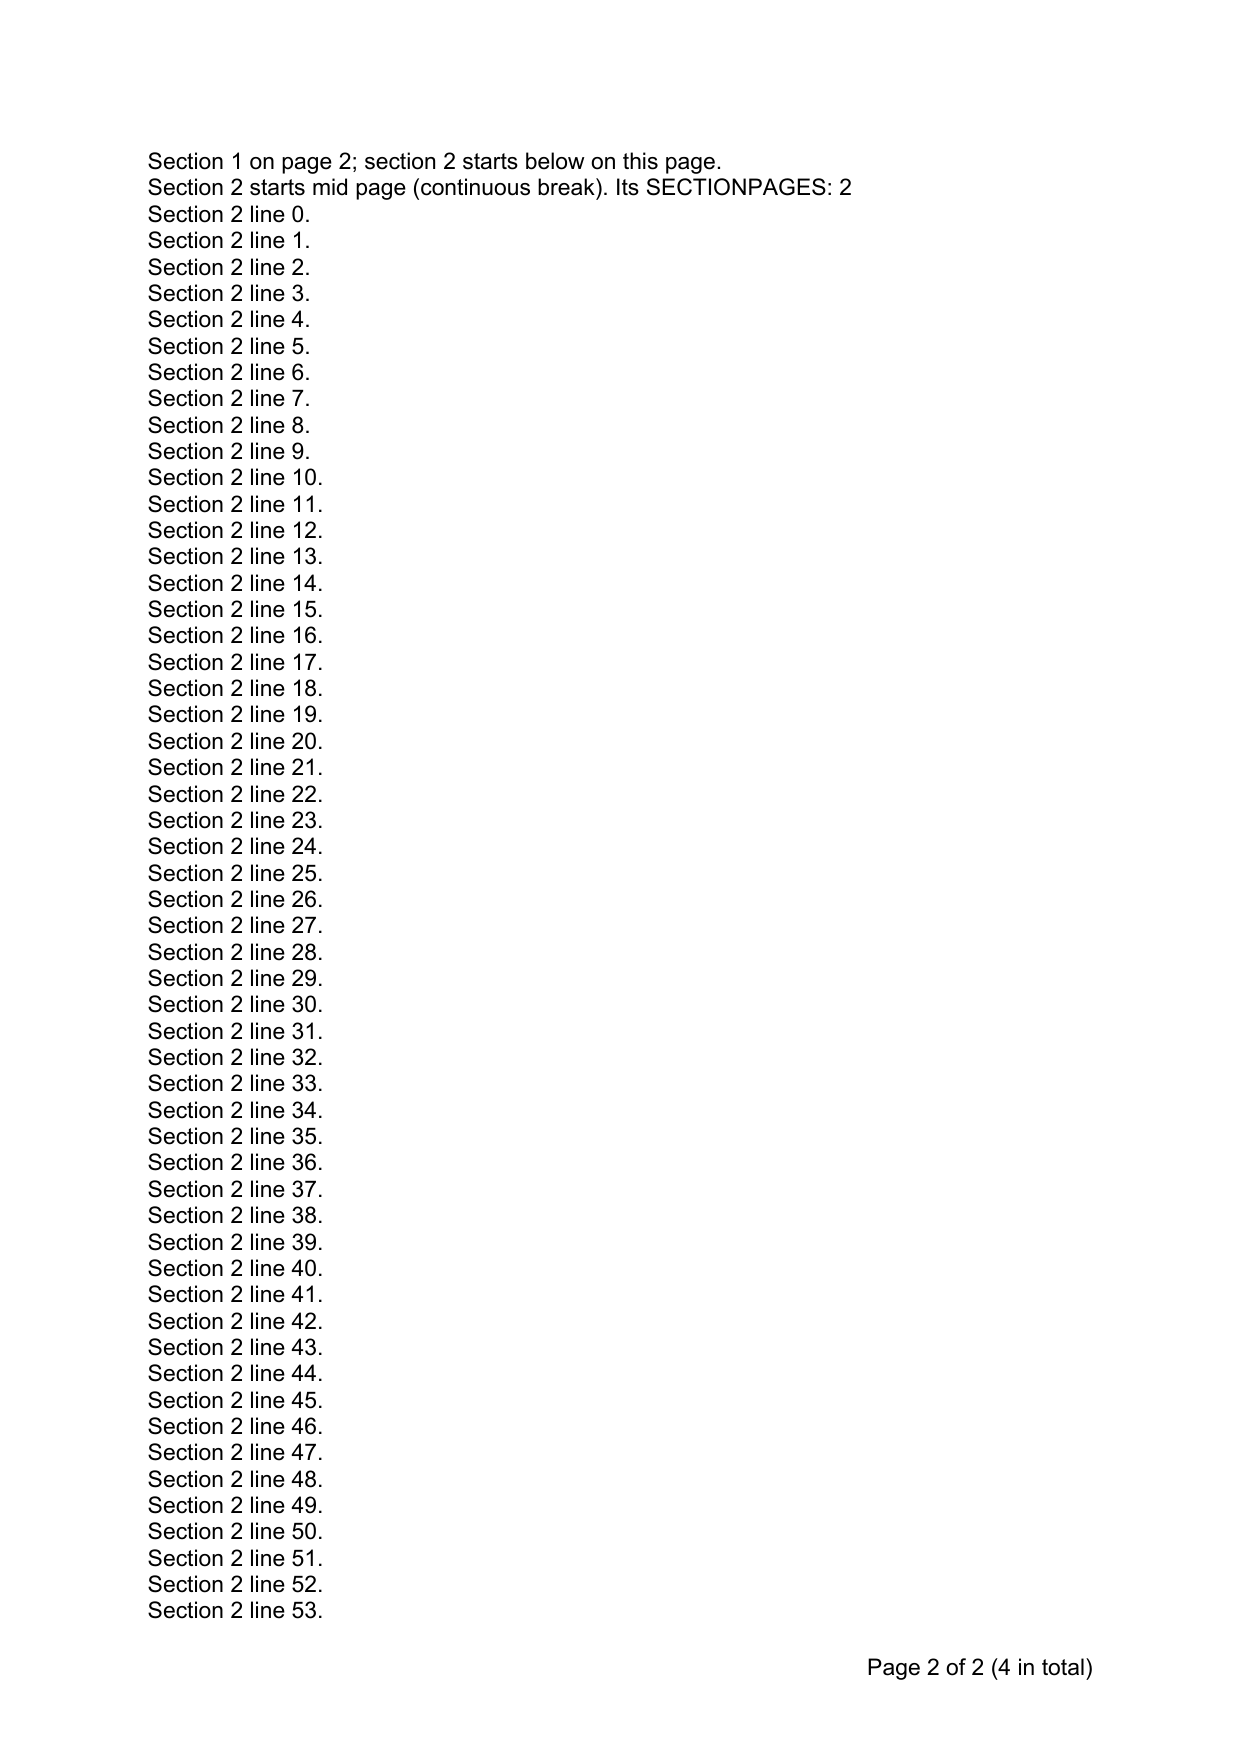 Section 1 on page 2; section 2 starts below on this page.
Section 2 starts mid page (continuous break). Its SECTIONPAGES: 2
Section 2 line 0.
Section 2 line 1.
Section 2 line 2.
Section 2 line 3.
Section 2 line 4.
Section 2 line 5.
Section 2 line 6.
Section 2 line 7.
Section 2 line 8.
Section 2 line 9.
Section 2 line 10.
Section 2 line 11.
Section 2 line 12.
Section 2 line 13.
Section 2 line 14.
Section 2 line 15.
Section 2 line 16.
Section 2 line 17.
Section 2 line 18.
Section 2 line 19.
Section 2 line 20.
Section 2 line 21.
Section 2 line 22.
Section 2 line 23.
Section 2 line 24.
Section 2 line 25.
Section 2 line 26.
Section 2 line 27.
Section 2 line 28.
Section 2 line 29.
Section 2 line 30.
Section 2 line 31.
Section 2 line 32.
Section 2 line 33.
Section 2 line 34.
Section 2 line 35.
Section 2 line 36.
Section 2 line 37.
Section 2 line 38.
Section 2 line 39.
Section 2 line 40.
Section 2 line 41.
Section 2 line 42.
Section 2 line 43.
Section 2 line 44.
Section 2 line 45.
Section 2 line 46.
Section 2 line 47.
Section 2 line 48.
Section 2 line 49.
Section 2 line 50.
Section 2 line 51.
Section 2 line 52.
Section 2 line 53.
Page 2 of 2 (4 in total)